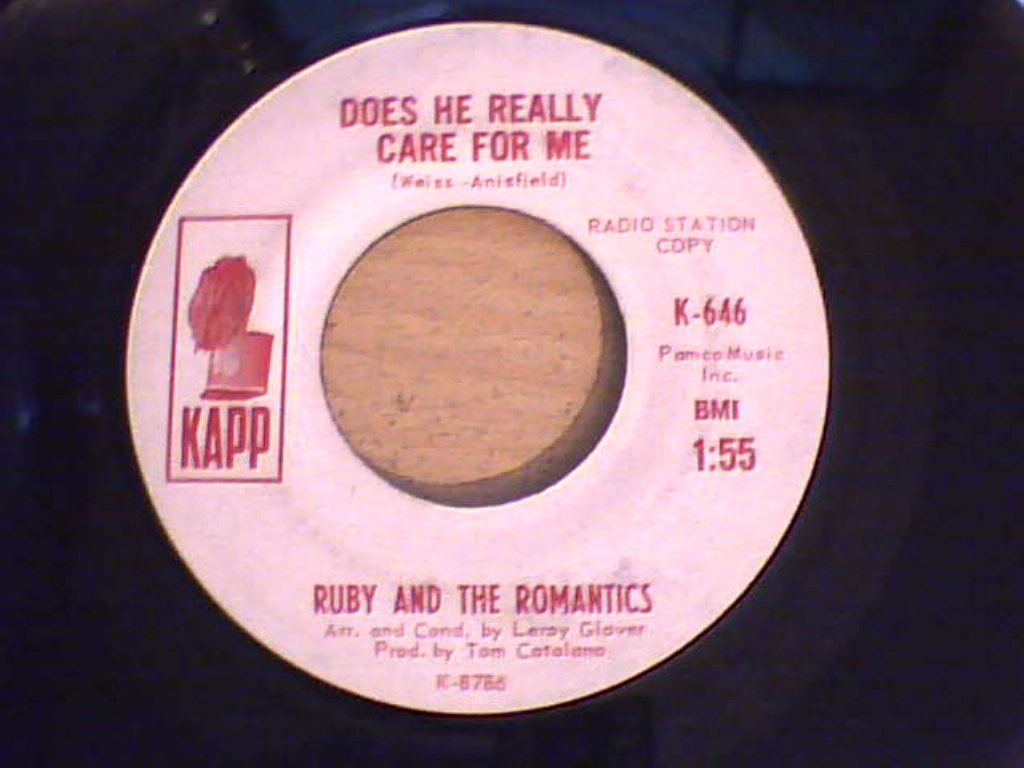 DOES HE REALLY
CARE FOR ME
(Weiss-Anisfield)
RADIO STATION
COPY
KAPP
K-646
Pamco Music
Inc.
BMI
1:55
RUBY AND THE ROMANTICS
Arr. and Cond. by Leroy Glover
Prod. by Tom Catalano
K-8786